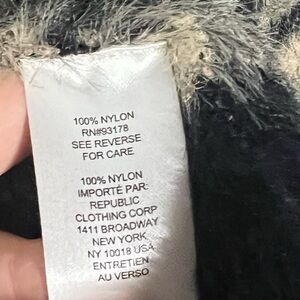 100% NYLON
RN#93178
SEE REVERSE
FOR CARE
100% NYLON
IMPORTÉ PAR:
REPUBLIC
CLOTHING CORP
1411 BROADWAY
NEW YORK
NY 10018 USA
ENTRETIEN
AU VERSO